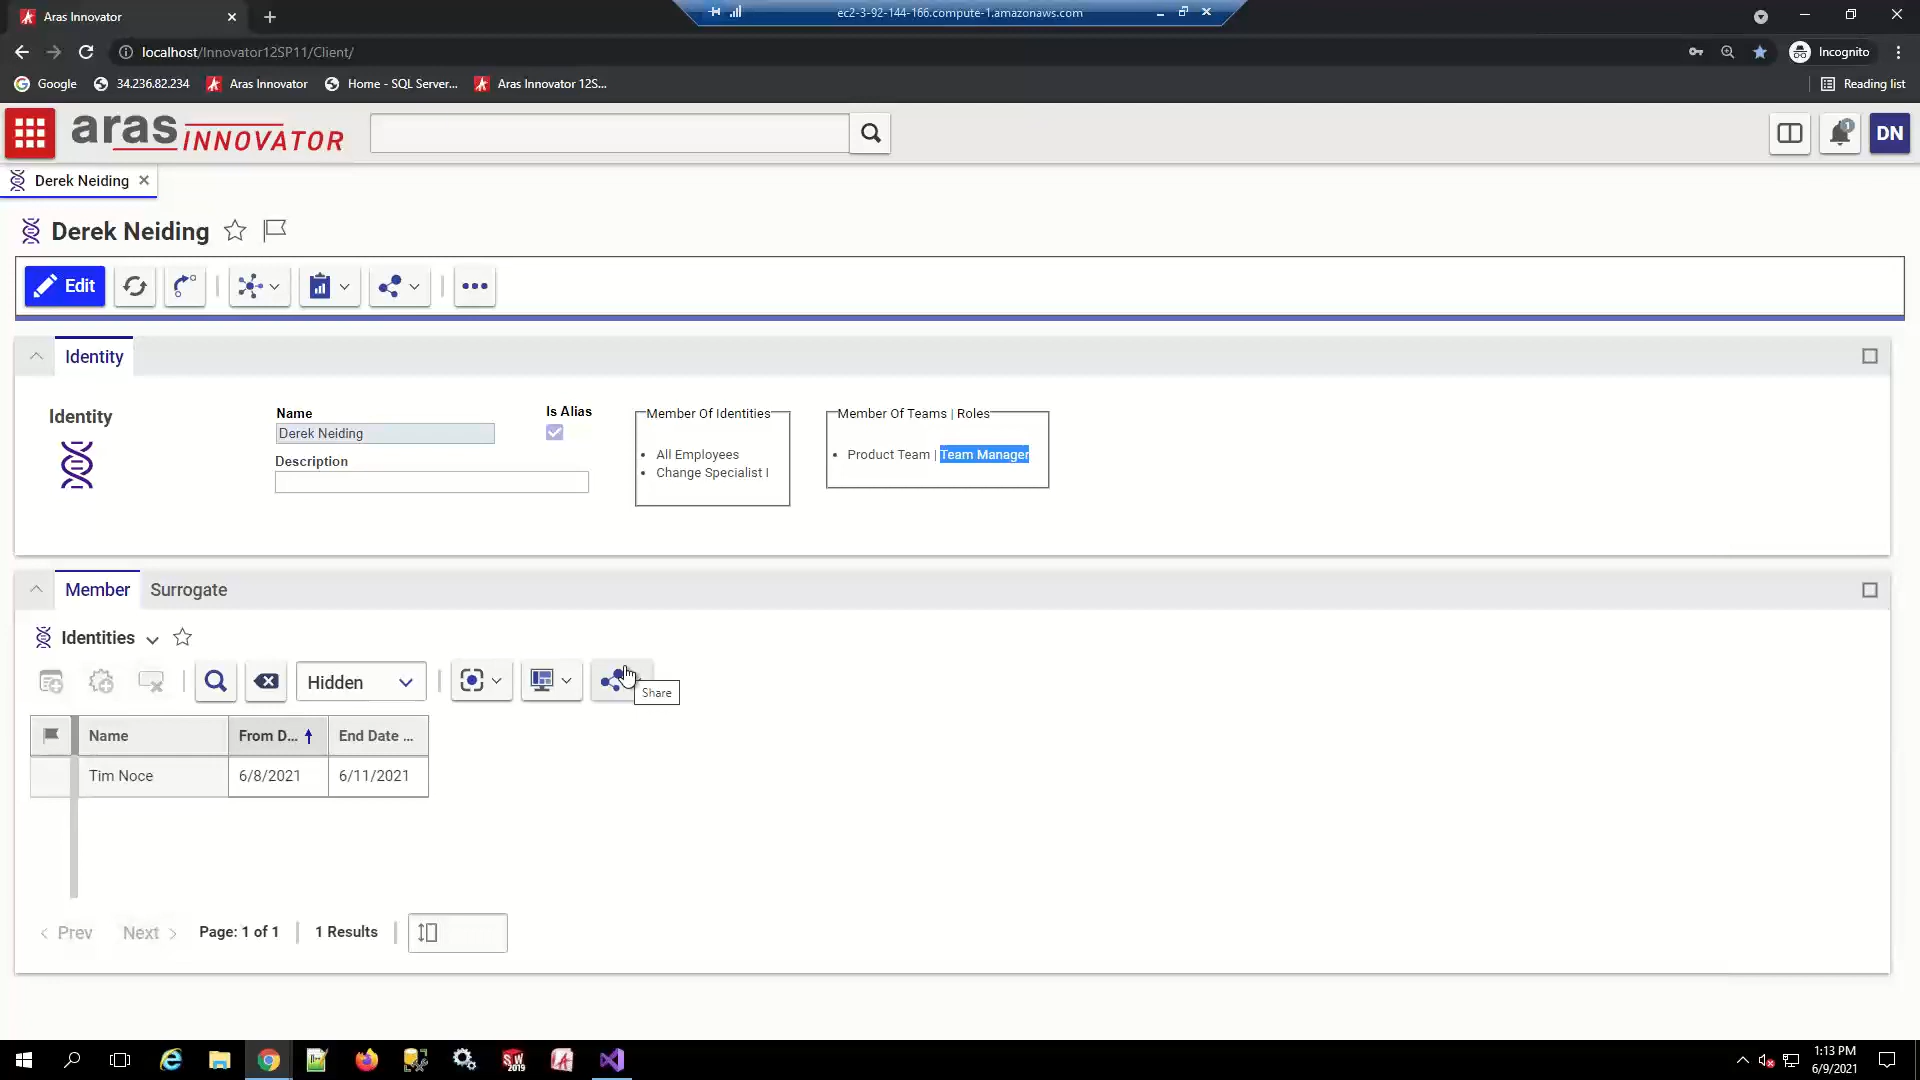 Aras Innovator
ec2-3-92-144-166.compute-1.amazonaws.com
localhost/Innovator12SP11/Client/
Incognito
Google
34.236.82.234
Aras Innovator
Home - SQL Server...
Aras Innovator 12S...
Reading list
aras INNOVATOR
1
DN
Derek Neiding
Derek Neiding
Edit
Identity
Identity
Name
Derek Neiding
Description
Is Alias
Member Of Identities
All Employees
Change Specialist I
Member Of Teams | Roles
Product Team | Team Manager
Member
Surrogate
Identities
Hidden
Share
Name
From D...
End Date ...
Tim Noce
6/8/2021
6/11/2021
Prev
Next
Page: 1 of 1
1 Results
SW
2019
1:13 PM
6/9/2021